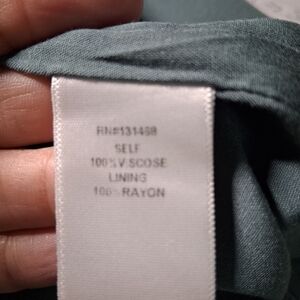 RN#131468
SELF
100% VISCOSE
LINING
100% RAYON